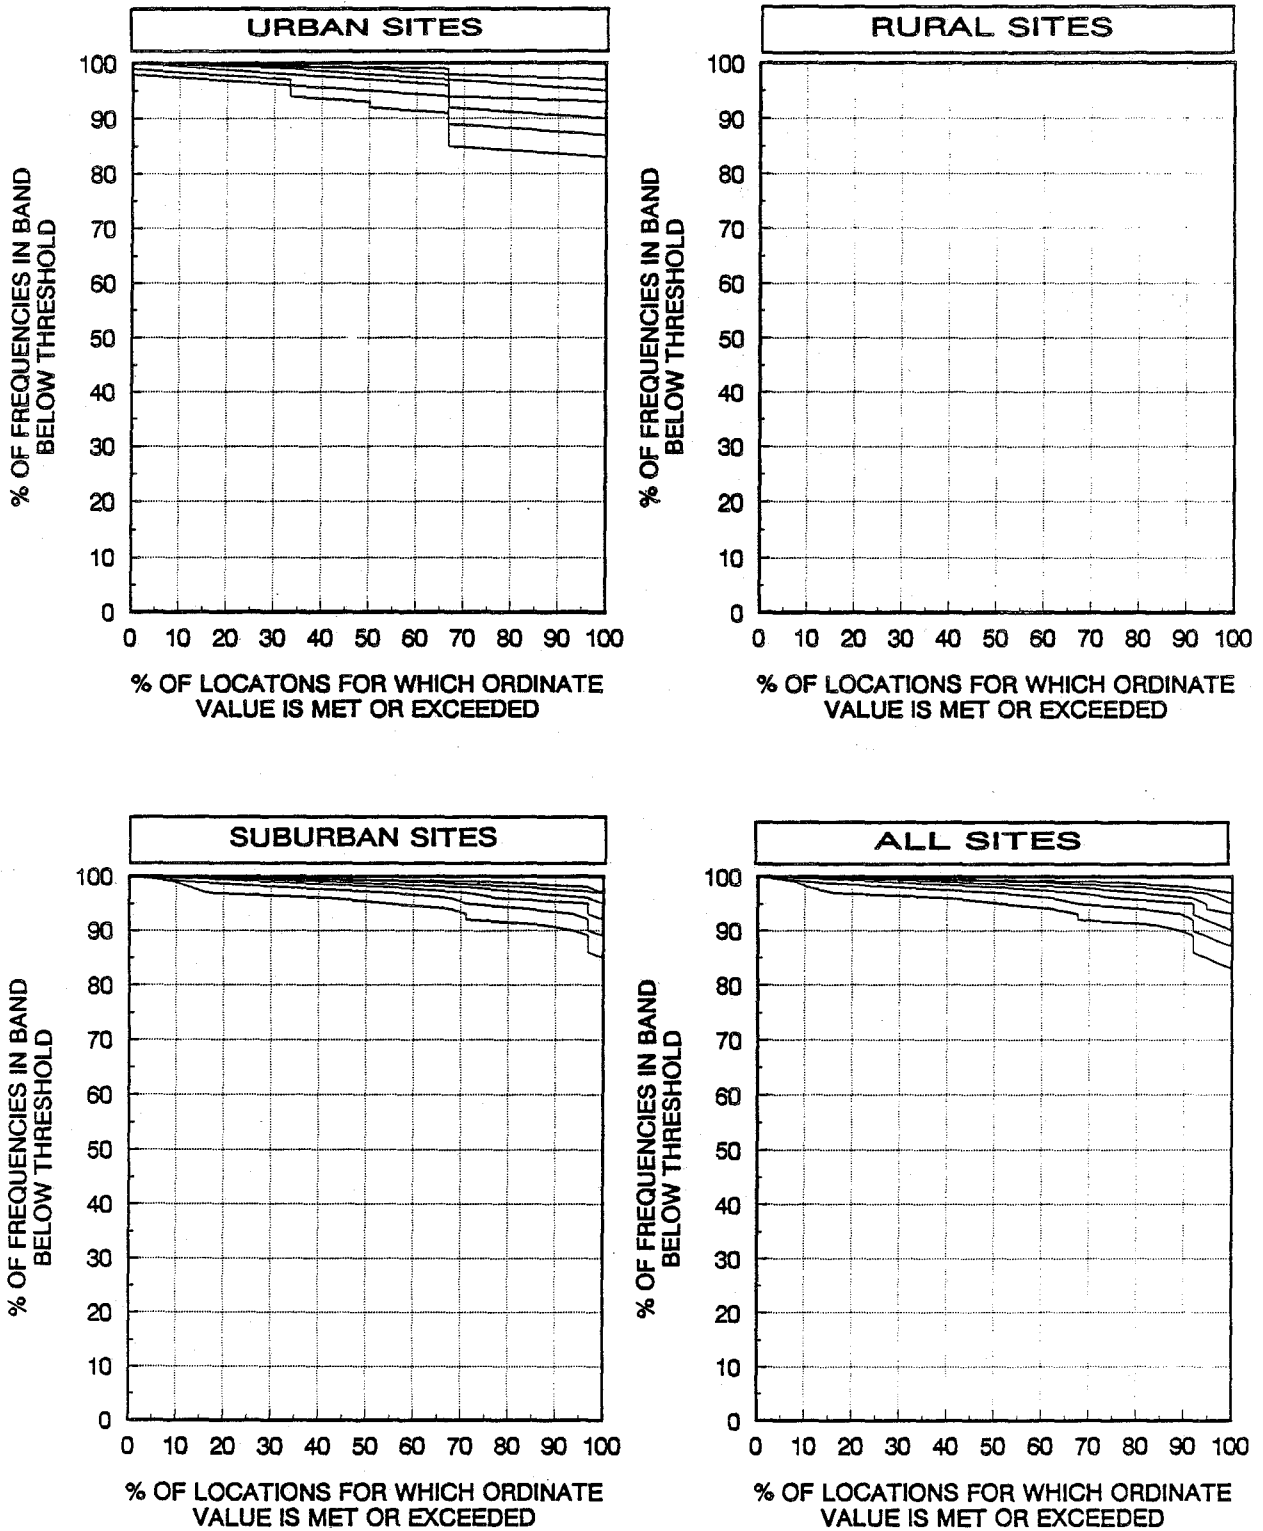 URBAN SITES
100
90
80
70
60
50
40
30
20
10
0
% OF FREQUENCIES IN BAND
BELOW THRESHOLD
0 10 20 30 40 50 60 70 80 90 100
% OF LOCATONS FOR WHICH ORDINATE
VALUE IS MET OR EXCEEDED
RURAL SITES
100
90
80
70
60
50
40
30
20
10
0
% OF FREQUENCIES IN BAND
BELOW THRESHOLD
0 10 20 30 40 50 60 70 80 90 100
% OF LOCATIONS FOR WHICH ORDINATE
VALUE IS MET OR EXCEEDED
SUBURBAN SITES
100
90
80
70
60
50
40
30
20
10
0
% OF FREQUENCIES IN BAND
BELOW THRESHOLD
0 10 20 30 40 50 60 70 80 90 100
% OF LOCATIONS FOR WHICH ORDINATE
VALUE IS MET OR EXCEEDED
ALL SITES
100
90
80
70
60
50
40
30
20
10
0
% OF FREQUENCIES IN BAND
BELOW THRESHOLD
0 10 20 30 40 50 60 70 80 90 100
% OF LOCATIONS FOR WHICH ORDINATE
VALUE IS MET OR EXCEEDED